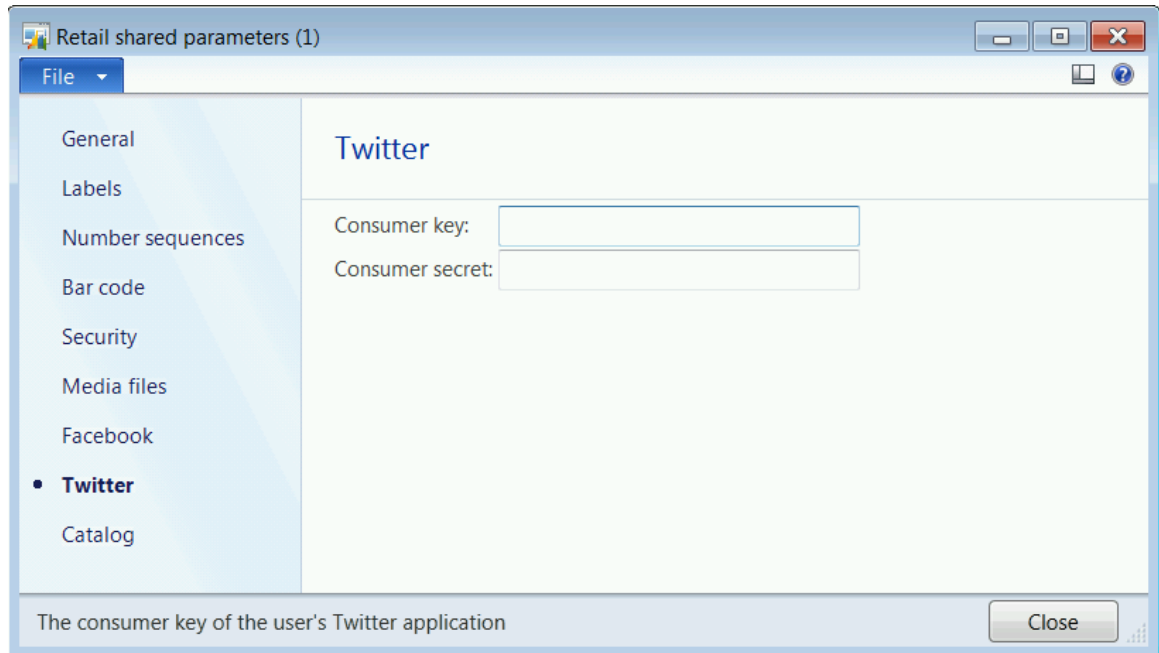 Retail shared parameters (1)
File
General
Labels
Number sequences
Bar code
Security
Media files
Facebook
Twitter
Catalog
Twitter
Consumer key:
Consumer secret:
The consumer key of the user's Twitter application
Close